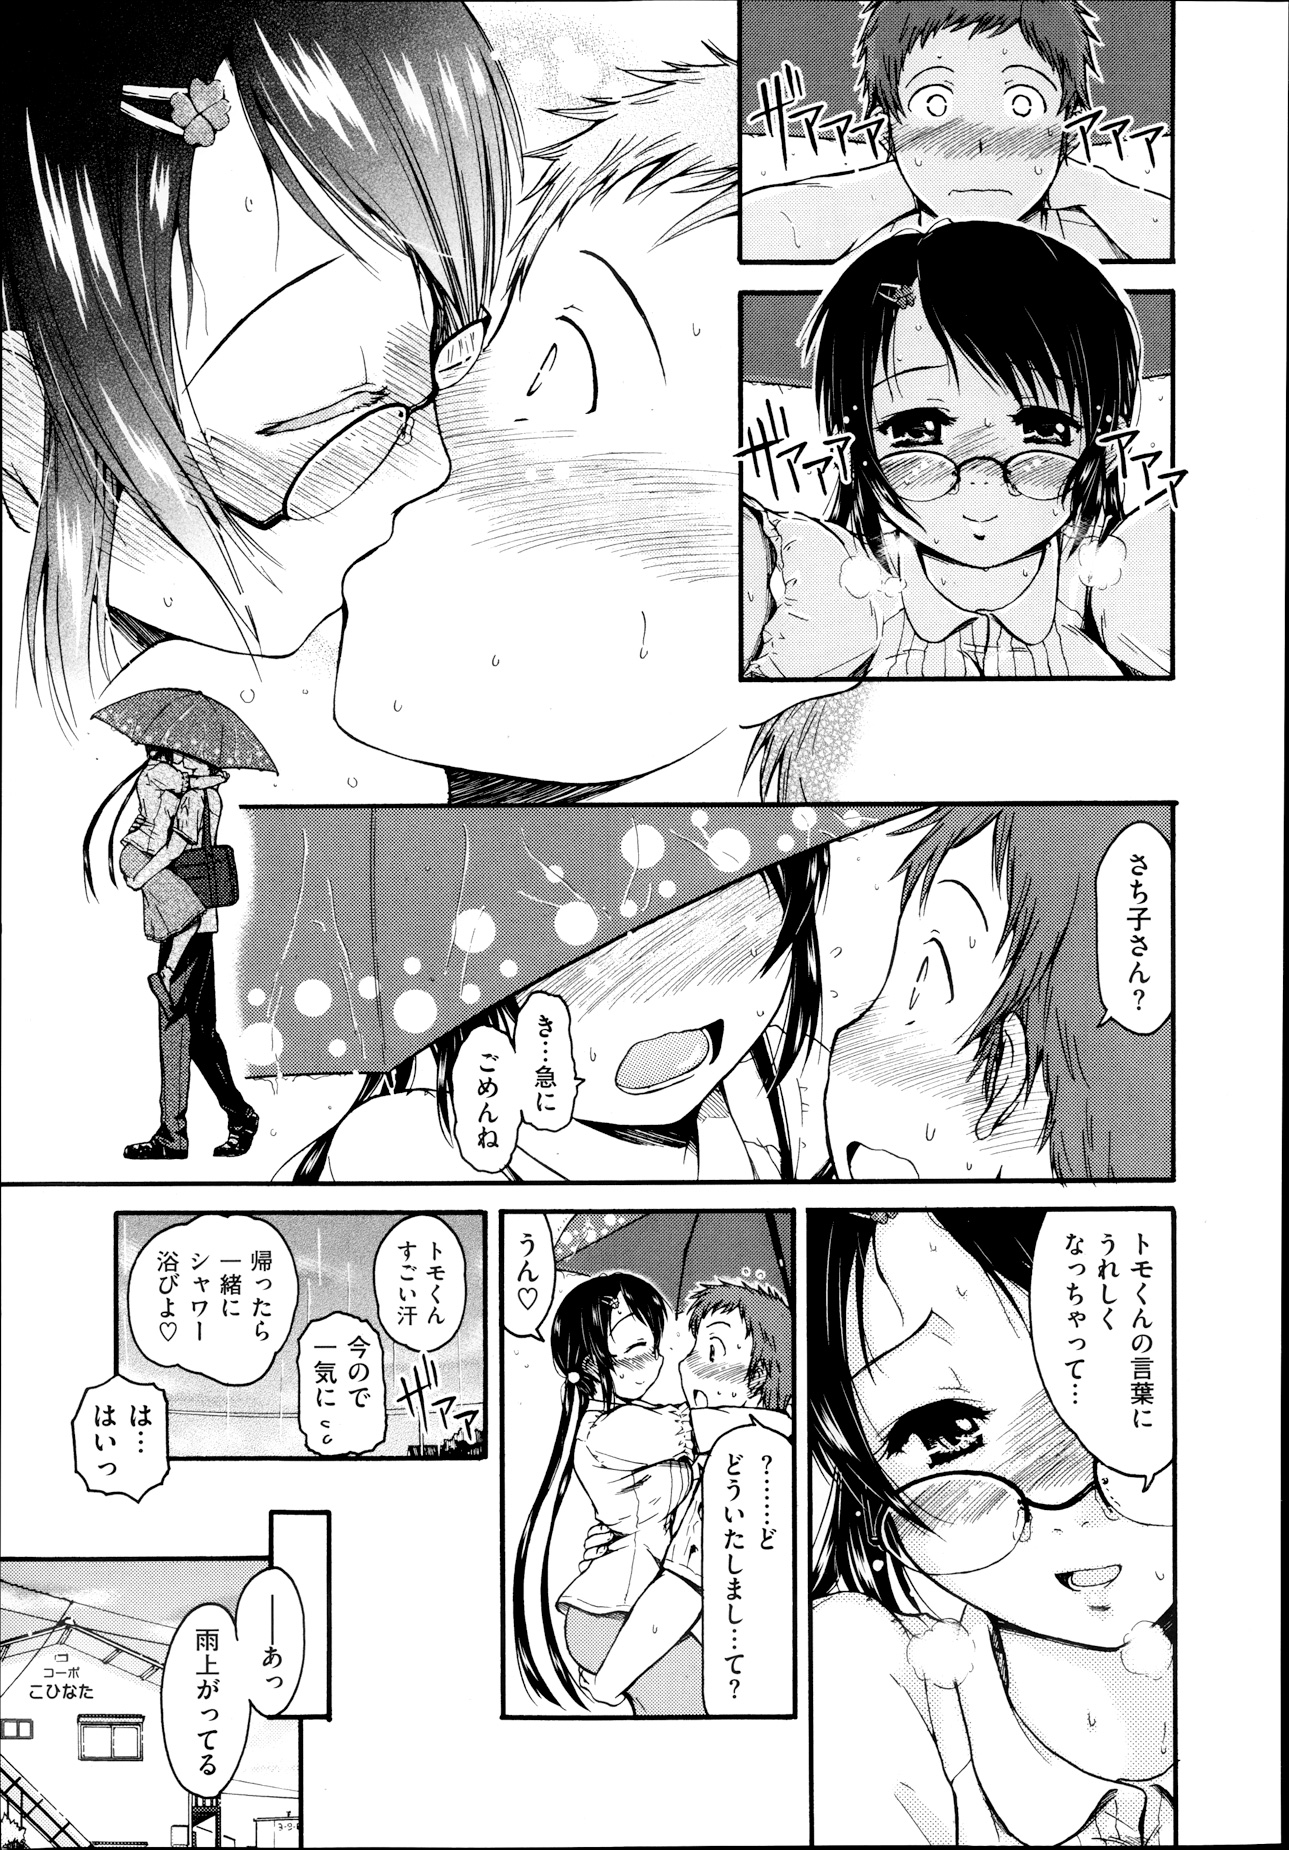 ザァァァ
ァァァ
ザァァァ
ァァァ
さち子さん?
き…急に
ごめんね
トモくんの言葉に
うれしく
なっちゃって…
?……ど
どういたしまし…て?
うん♡
トモくん
すごい汗
ザァァ
今ので
一気に
帰ったら
一緒に
シャワー
浴びよ♡
は…
はいっ
――あっ
雨上がってる
コーポ
こひなた